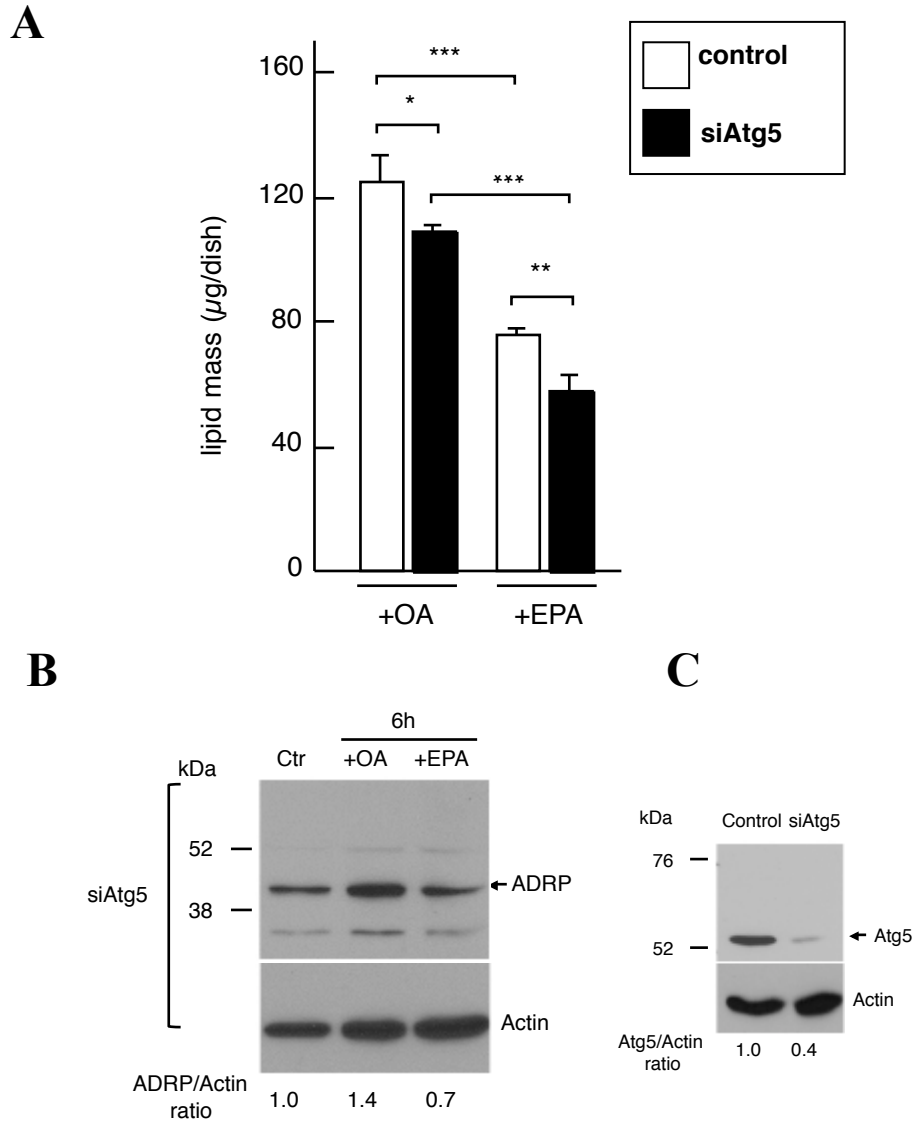 A
160
120
80
40
0
lipid mass (µg/dish)
***
*
***
**
control
siAtg5
+OA
+EPA
B
6h
Ctr
+OA
+EPA
kDa
52
38
siAtg5
ADRP
Actin
ADRP/Actin
ratio
1.0
1.4
0.7
C
kDa
Control siAtg5
76
52
Atg5
Actin
Atg5/Actin
ratio
1.0
0.4